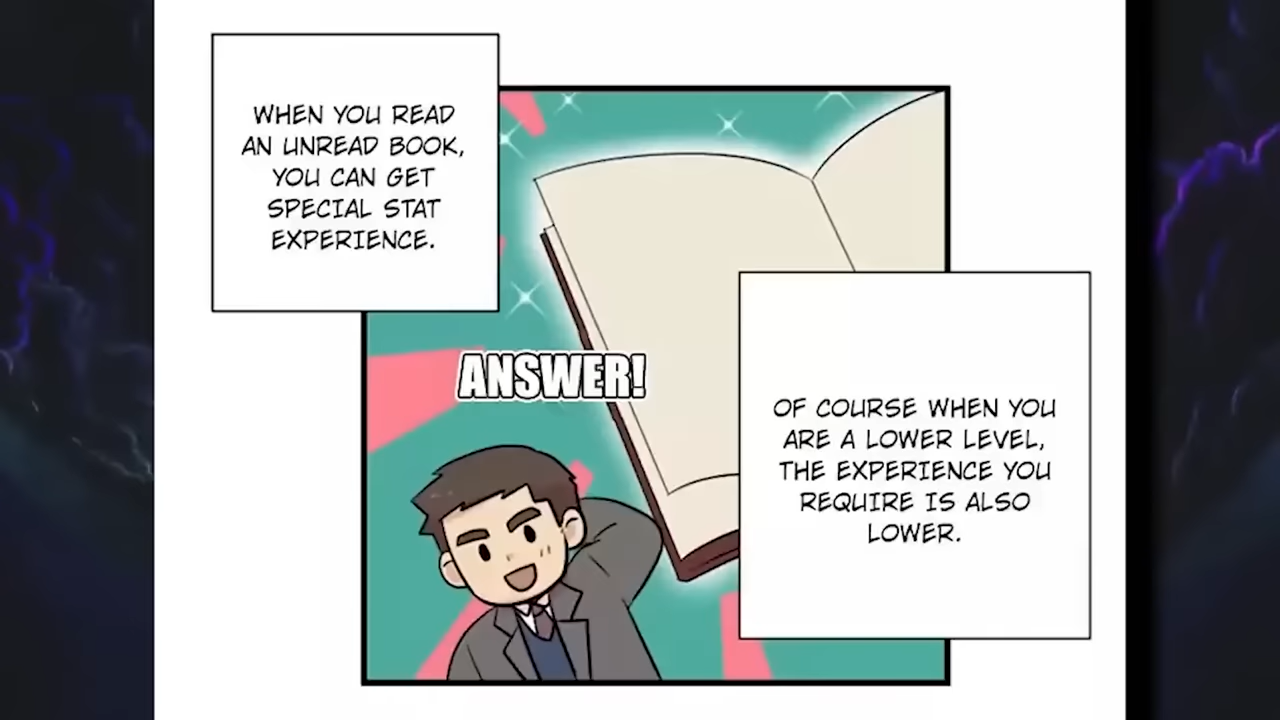 WHEN YOU READ
AN UNREAD BOOK,
YOU CAN GET
SPECIAL STAT
EXPERIENCE.
ANSWER!
OF COURSE WHEN YOU
ARE A LOWER LEVEL,
THE EXPERIENCE YOU
REQUIRE IS ALSO
LOWER.